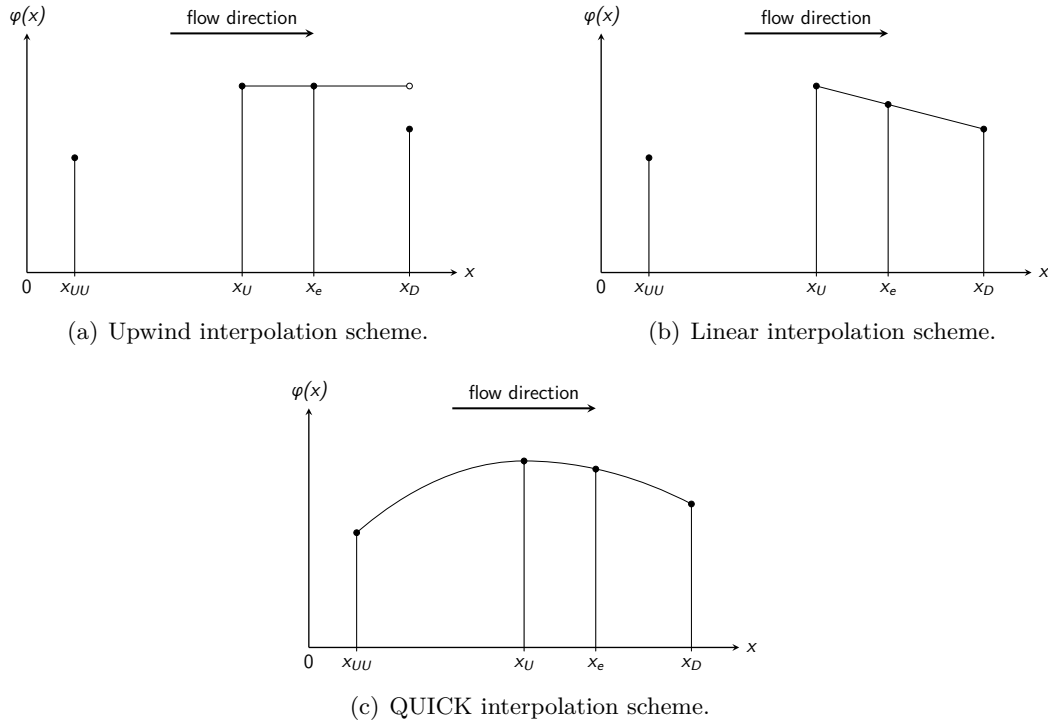 φ(x)
flow direction
0
x_UU
x_U
x_e
x_D
x
(a) Upwind interpolation scheme.
φ(x)
flow direction
0
x_UU
x_U
x_e
x_D
x
(b) Linear interpolation scheme.
φ(x)
flow direction
0
x_UU
x_U
x_e
x_D
x
(c) QUICK interpolation scheme.